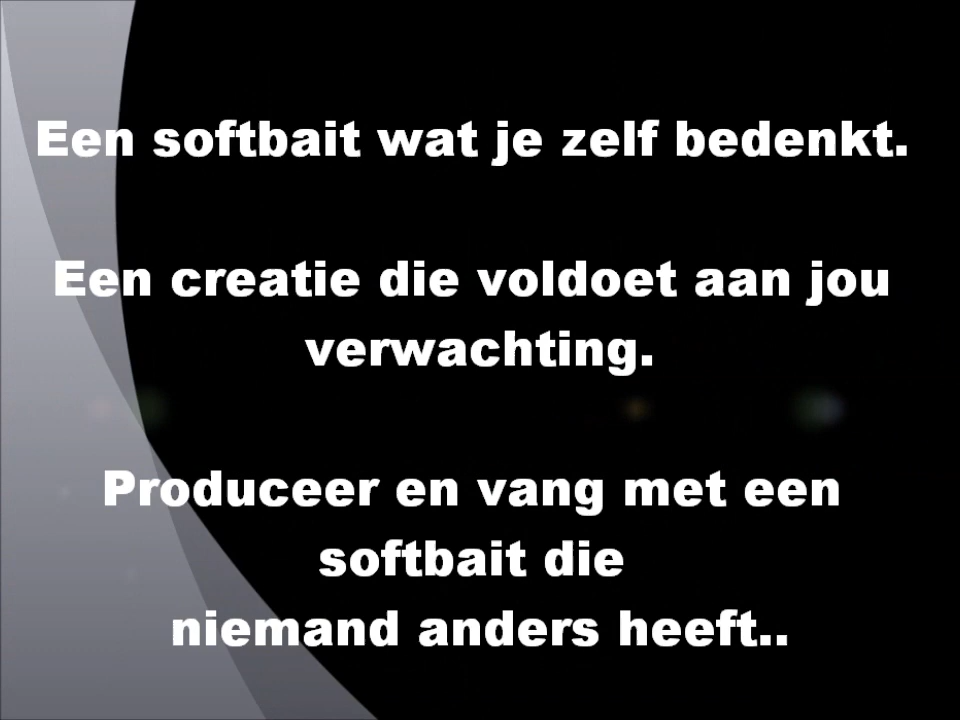 Een softbait wat je zelf bedenkt.
Een creatie die voldoet aan jou
verwachting.
Produceer en vang met een
softbait die
niemand anders heeft..